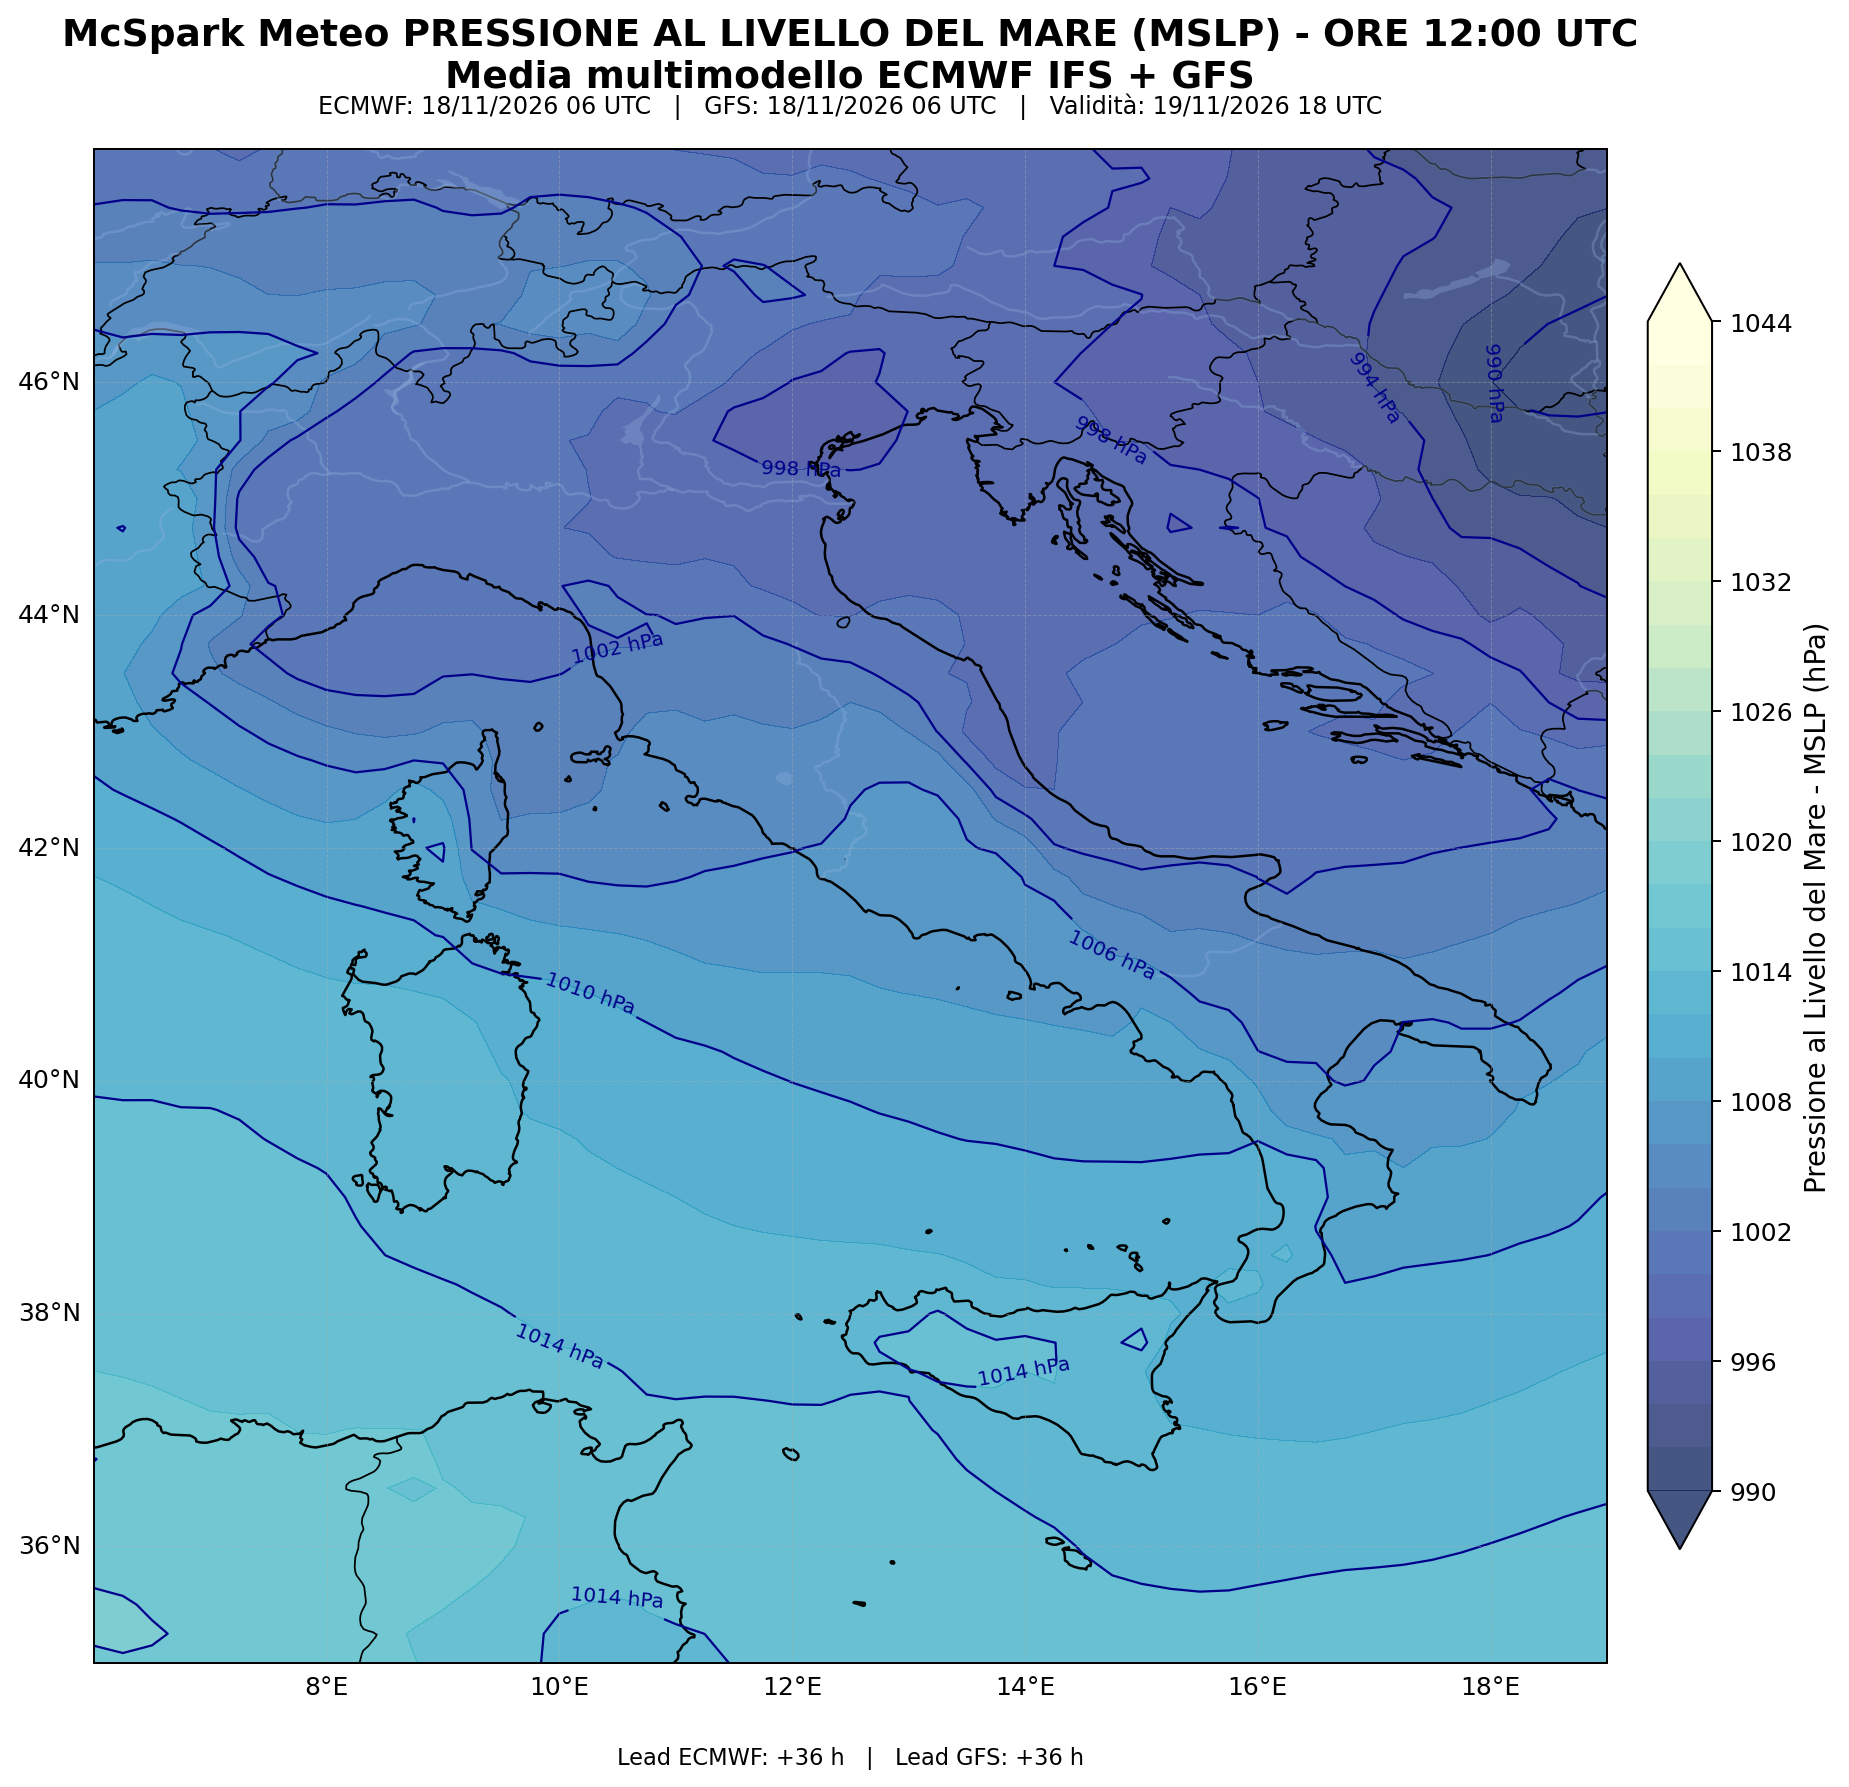 McSpark Meteo PRESSIONE AL LIVELLO DEL MARE (MSLP) - ORE 12:00 UTC
Media multimodello ECMWF IFS + GFS
ECMWF: 18/11/2026 06 UTC | GFS: 18/11/2026 06 UTC | Validità: 19/11/2026 18 UTC
46°N
44°N
42°N
40°N
38°N
36°N
8°E
10°E
12°E
14°E
16°E
18°E
990 hPa
994 hPa
998 hPa
998 hPa
1002 hPa
1006 hPa
1010 hPa
1014 hPa
1014 hPa
1014 hPa
1044
1038
1032
1026
1020
1014
1008
1002
996
990
Pressione al Livello del Mare - MSLP (hPa)
Lead ECMWF: +36 h | Lead GFS: +36 h